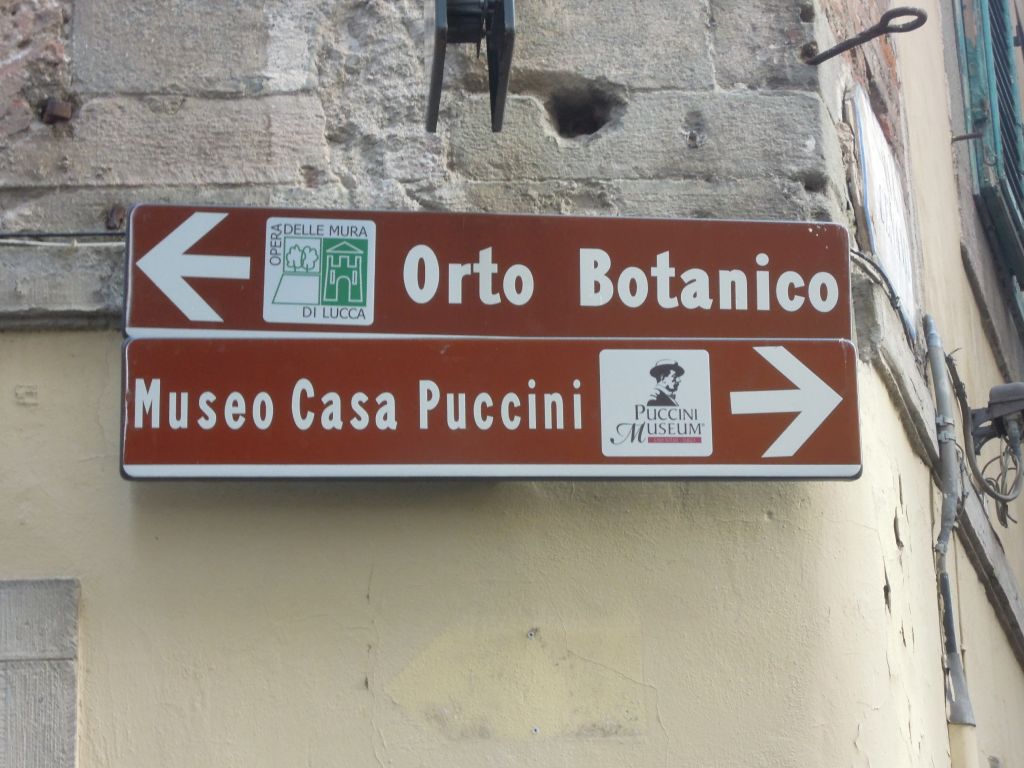 OPERA DELLE MURA
DI LUCCA
Orto Botanico
Museo Casa Puccini
PUCCINI
MUSEUM